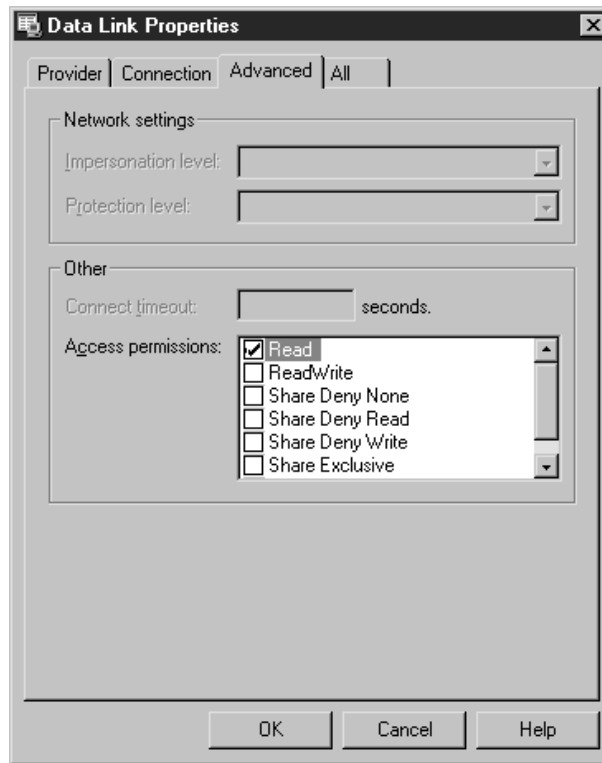 Data Link Properties
Provider Connection Advanced All
Network settings
Impersonation level:
Protection level:
Other
Connect timeout: seconds.
Access permissions: Read
ReadWrite
Share Deny None
Share Deny Read
Share Deny Write
Share Exclusive
OK Cancel Help